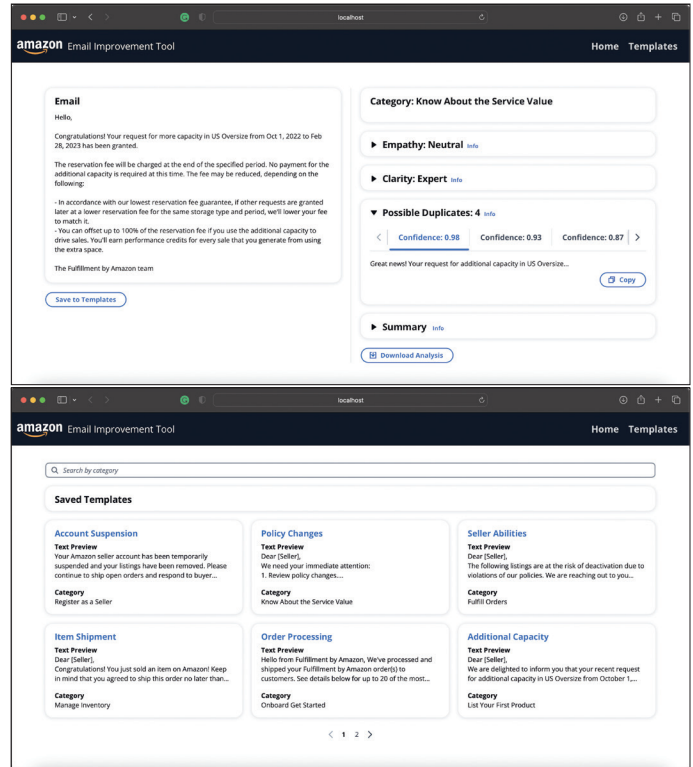 localhost
amazon Email Improvement Tool
Home Templates
Email
Hello,
Congratulations! Your request for more capacity in US Oversize from Oct 1, 2022 to Feb
28, 2023 has been granted.
The reservation fee will be charged at the end of the specified period. No payment for the
additional capacity is required at this time. The fee may be reduced, depending on the
following:
- In accordance with our lowest reservation fee guarantee, if other requests are granted
later at a lower reservation fee for the same storage type and period, we'll lower your fee
to match it.
- You can offset up to 100% of the reservation fee if you use the additional capacity to
drive sales. You'll earn performance credits for every sale that you generate from using
the extra space.
The Fulfillment by Amazon team
Save to Templates
Category: Know About the Service Value
Empathy: Neutral Info
Clarity: Expert Info
Possible Duplicates: 4 Info
Confidence: 0.98 Confidence: 0.93 Confidence: 0.87
Great news! Your request for additional capacity in US Oversize...
Copy
Summary Info
Download Analysis
localhost
amazon Email Improvement Tool
Home Templates
Search by category
Saved Templates
Account Suspension
Text Preview
Your Amazon seller account has been temporarily
suspended and your listings have been removed. Please
continue to ship open orders and respond to buyer...
Category
Register as a Seller
Policy Changes
Text Preview
Dear [Seller],
We need your immediate attention:
1. Review policy changes....
Category
Know About the Service Value
Seller Abilities
Text Preview
Dear [Seller],
The following listings are at the risk of deactivation due to
violations of our policies. We are reaching out to you...
Category
Fulfill Orders
Item Shipment
Text Preview
Dear [Seller],
Congratulations! You just sold an item on Amazon! Keep
in mind that you agreed to ship this order no later than...
Category
Manage Inventory
Order Processing
Text Preview
Hello from Fulfillment by Amazon, We've processed and
shipped your Fulfillment by Amazon order(s) to
customers. See details below for up to 20 of the most...
Category
Onboard Get Started
Additional Capacity
Text Preview
Dear [Seller],
We are delighted to inform you that your recent request
for additional capacity in US Oversize from October 1,...
Category
List Your First Product
1 2